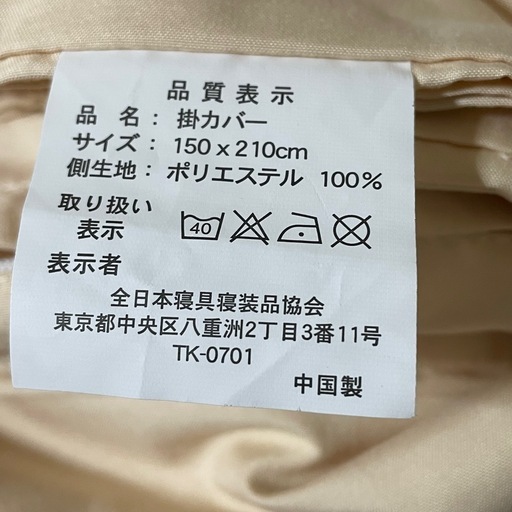 品質表示
品 名：掛カバー
サイズ：150 x 210cm
側生地：ポリエステル 100%
取り扱い
表示
40
表示者
全日本寝具寝装品協会
東京都中央区八重洲2丁目3番11号
TK-0701
中国製